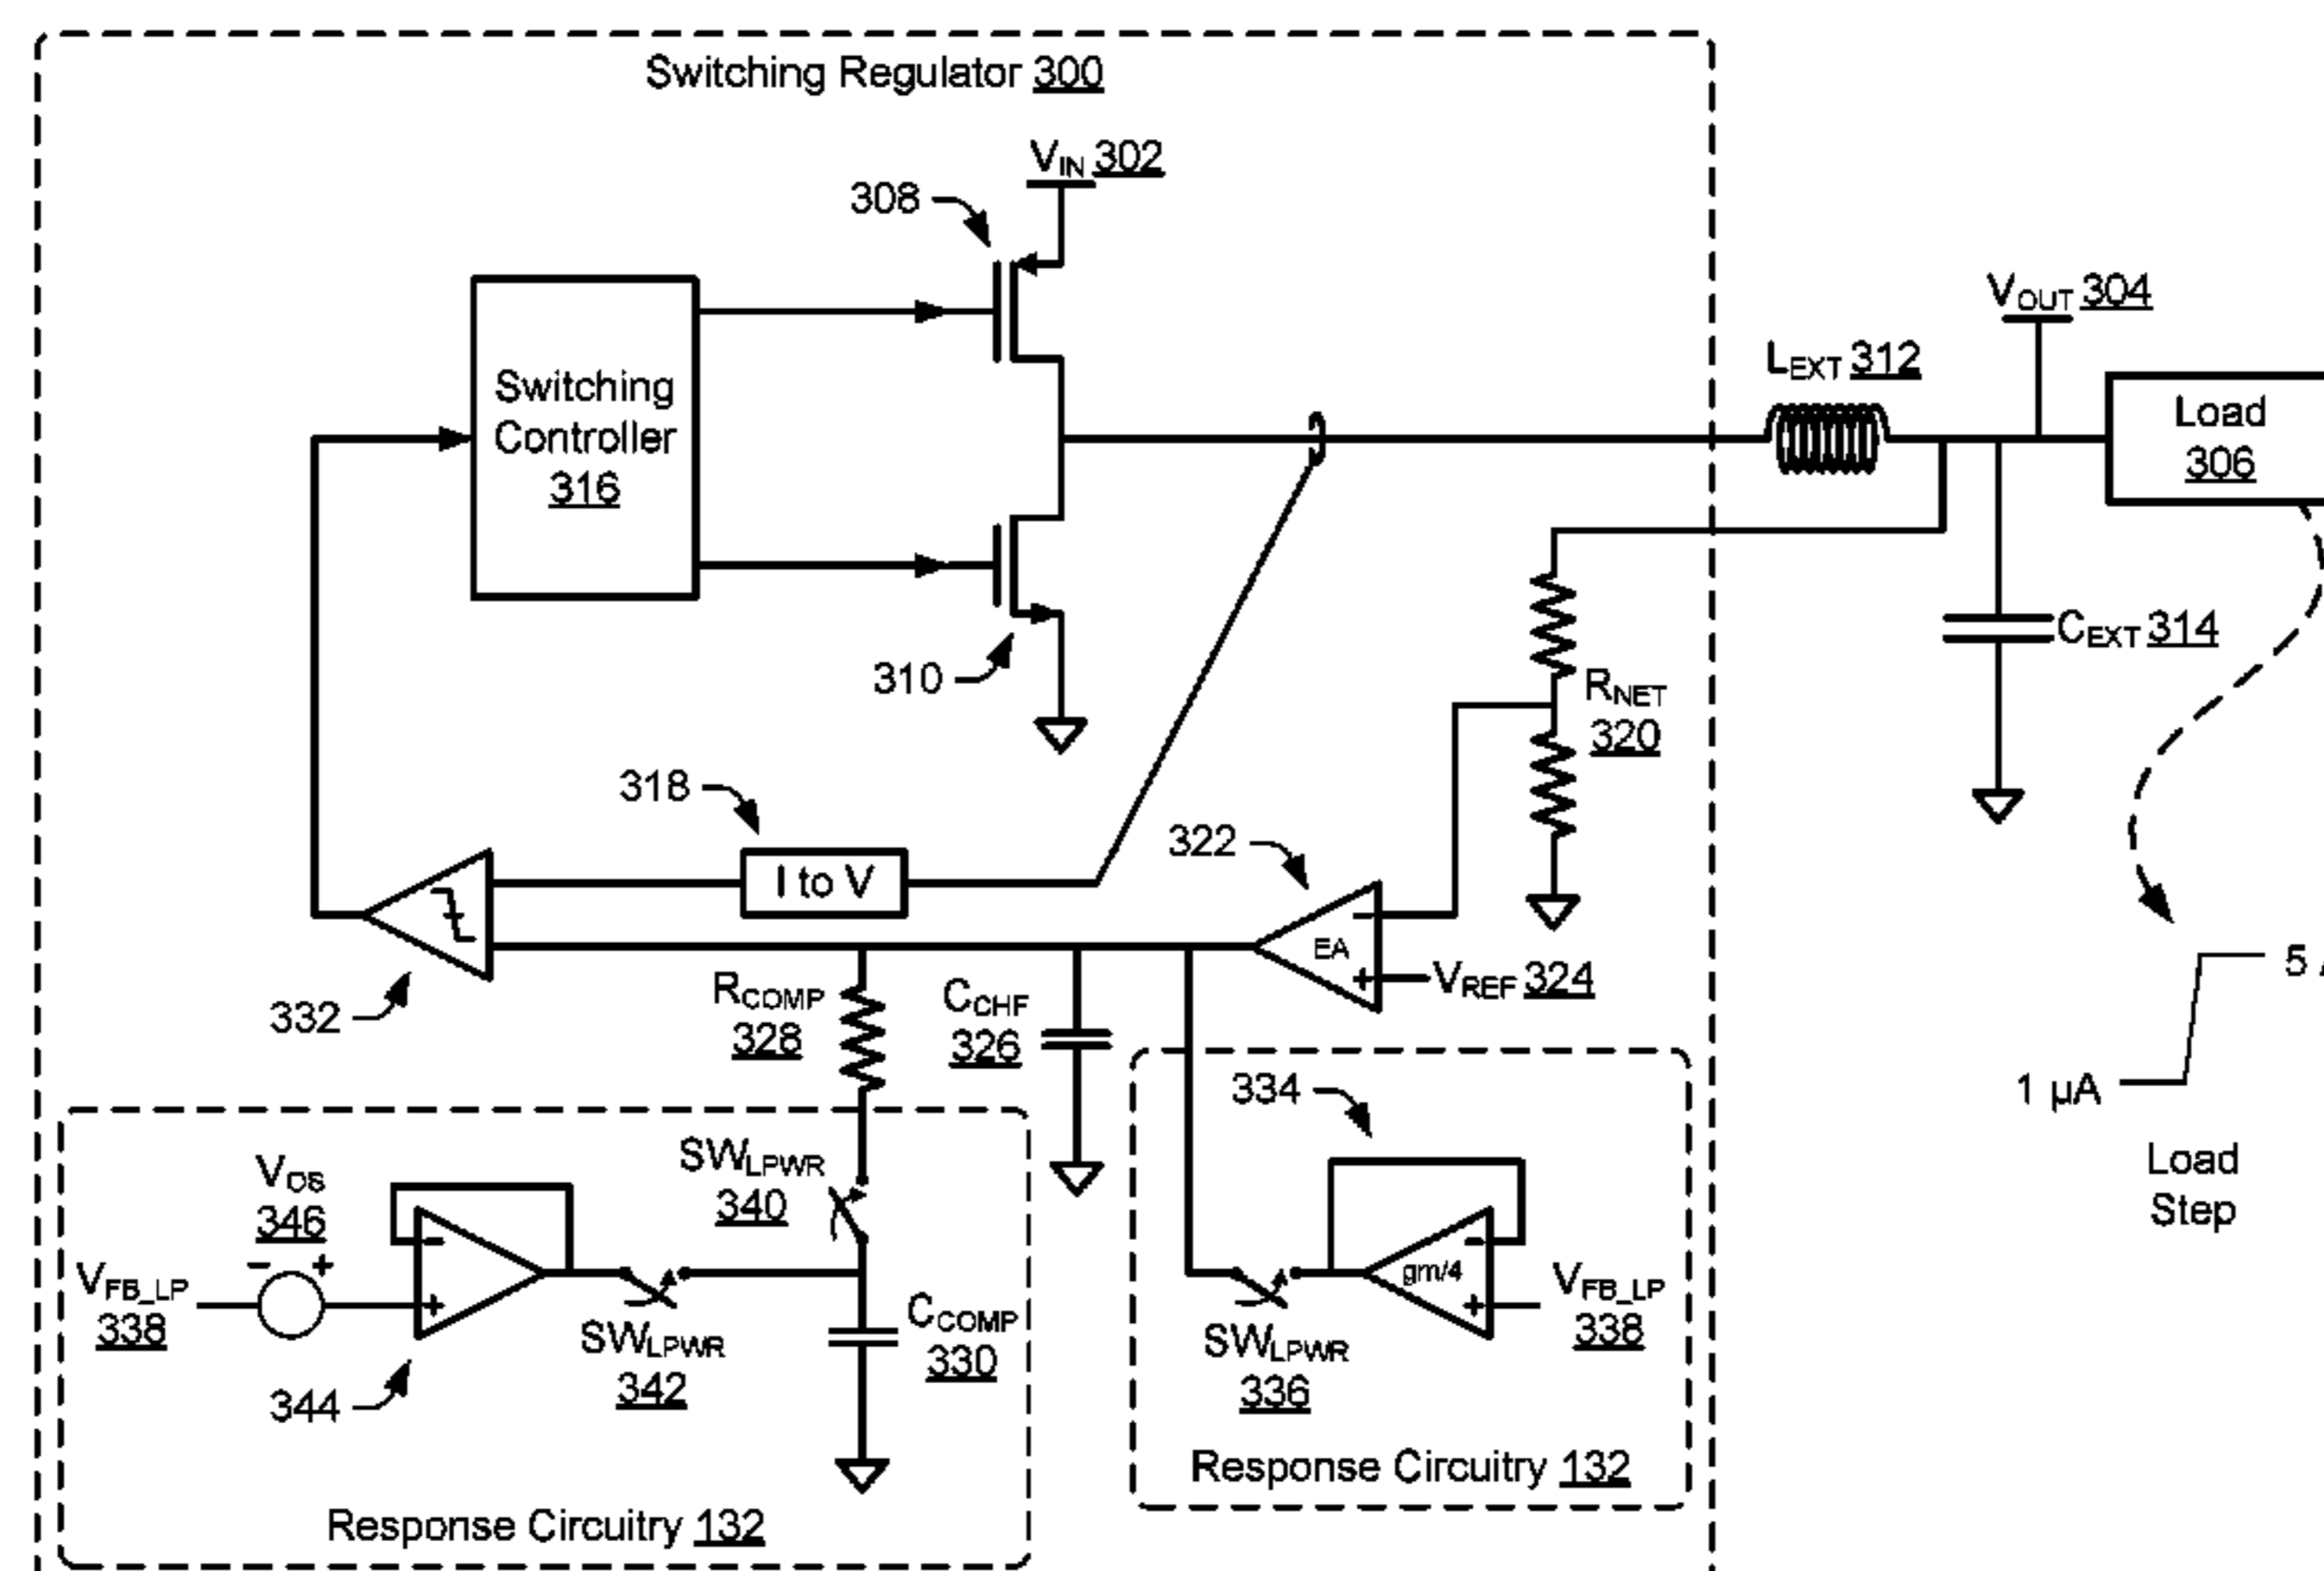 Switching Regulator 300
VIN 302
308
VOUT 304
LEXT 312
Switching
Controller
316
Load
306
CEXT 314
310
RNET
320
318
I to V
322
EA
-
+
VREF 324
5
332
RCOMP
328
CCHF
326
1 µA
334
Load
Step
SWLPWR
340
VOS
346
- +
-
+
VFB_LP
338
SWLPWR
342
CCOMP
330
344
gm/4
-
+
VFB_LP
338
SWLPWR
336
Response Circuitry 132
Response Circuitry 132